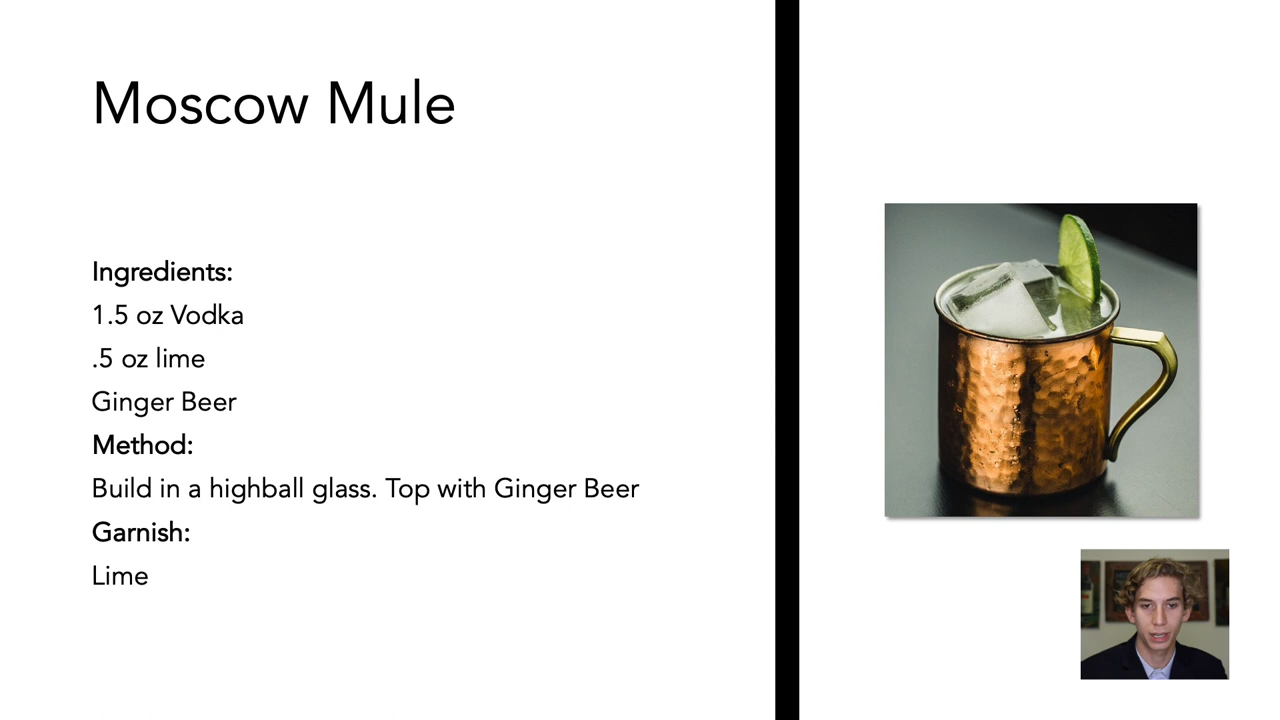 Moscow Mule
Ingredients:
1.5 oz Vodka
.5 oz lime
Ginger Beer
Method:
Build in a highball glass. Top with Ginger Beer
Garnish:
Lime